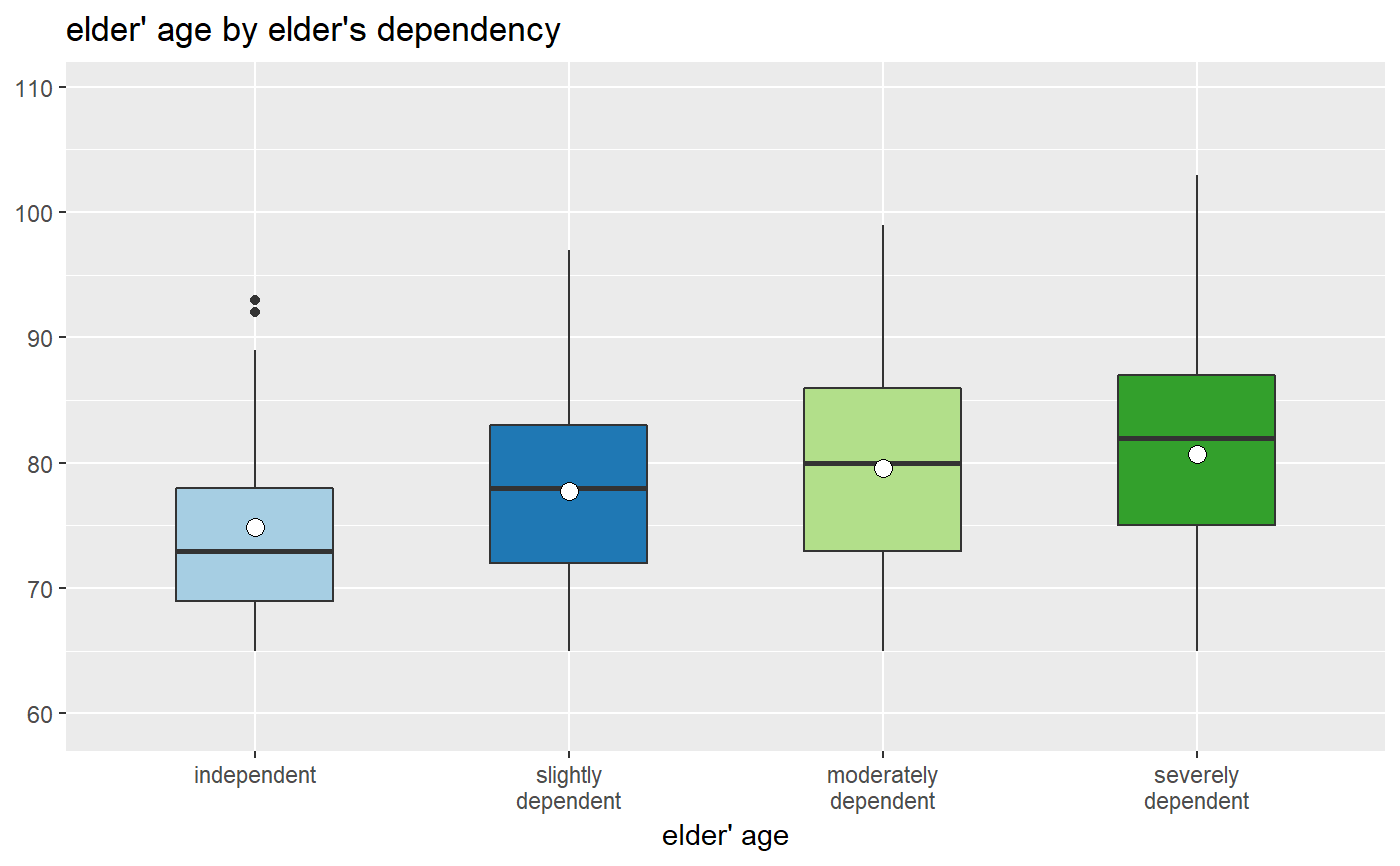 elder' age by elder's dependency
110
100
90
80
70
60
independent
slightly
dependent
moderately
dependent
severely
dependent
elder' age